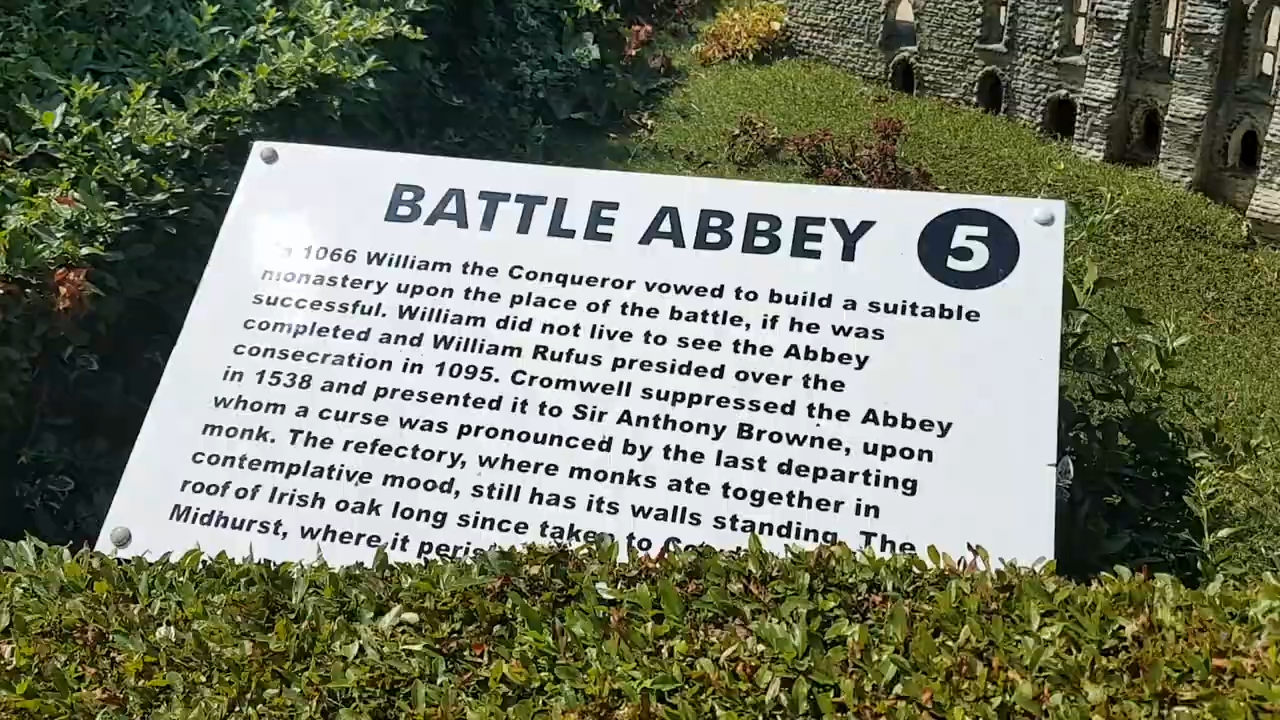 BATTLE ABBEY 5
1066 William the Conqueror vowed to build a suitable
monastery upon the place of the battle, if he was
successful. William did not live to see the Abbey
completed and William Rufus presided over the
consecration in 1095. Cromwell suppressed the Abbey
in 1538 and presented it to Sir Anthony Browne, upon
whom a curse was pronounced by the last departing
monk. The refectory, where monks ate together in
contemplative mood, still has its walls standing. The
roof of Irish oak long since taken to
Midhurst, where it